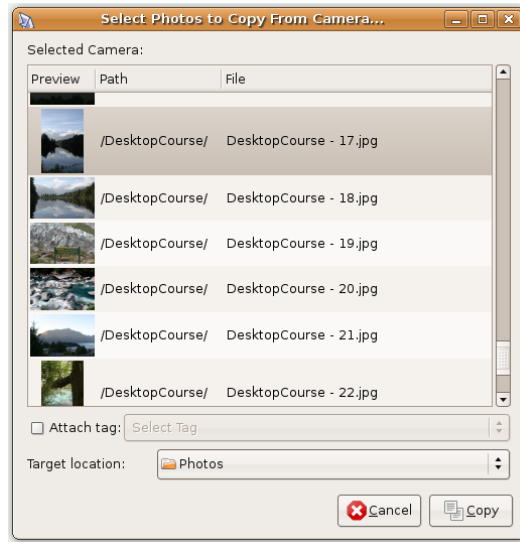 Select Photos to Copy From Camera...
Selected Camera:
Preview Path File
/DesktopCourse/ DesktopCourse - 17.jpg
/DesktopCourse/ DesktopCourse - 18.jpg
/DesktopCourse/ DesktopCourse - 19.jpg
/DesktopCourse/ DesktopCourse - 20.jpg
/DesktopCourse/ DesktopCourse - 21.jpg
/DesktopCourse/ DesktopCourse - 22.jpg
Attach tag: Select Tag
Target location: Photos
Cancel Copy